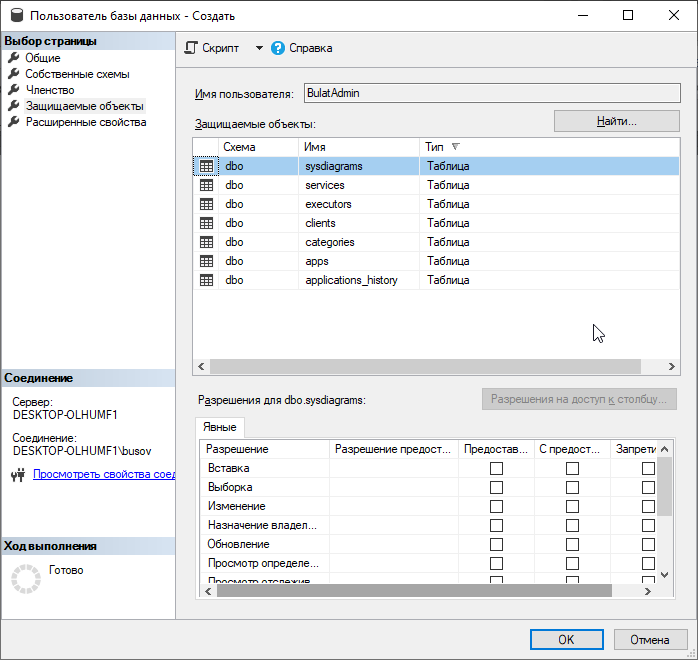 Пользователь базы данных - Создать
Выбор страницы
Общие
Собственные схемы
Членство
Защищаемые объекты
Расширенные свойства
Скрипт
Справка
Имя пользователя: BulatAdmin
Защищаемые объекты: Найти...
Схема Имя Тип
dbo sysdiagrams Таблица
dbo services Таблица
dbo executors Таблица
dbo clients Таблица
dbo categories Таблица
dbo apps Таблица
dbo applications_history Таблица
Соединение
Сервер:
DESKTOP-OLHUMF1
Соединение:
DESKTOP-OLHUMF1\busov
Просмотреть свойства соед
Ход выполнения
Готово
Разрешения для dbo.sysdiagrams: Разрешения на доступ к столбцу...
Явные
Разрешение Разрешение предост... Предостав... С предост... Запрети
Вставка
Выборка
Изменение
Назначение владел...
Обновление
Просмотр определе...
Просмотр отслежив
OK Отмена